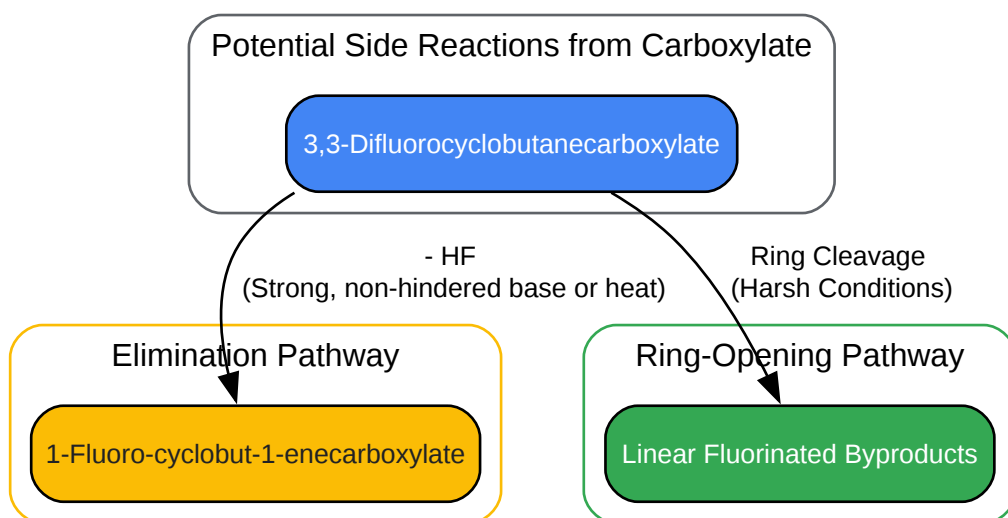 Potential Side Reactions from Carboxylate
3,3-Difluorocyclobutanecarboxylate
- HF
(Strong, non-hindered base or heat)
Ring Cleavage
(Harsh Conditions)
Elimination Pathway
1-Fluoro-cyclobut-1-enecarboxylate
Ring-Opening Pathway
Linear Fluorinated Byproducts